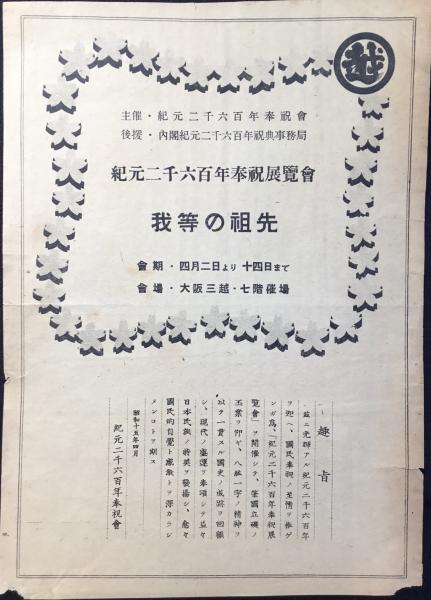 越
主催・紀元二千六百年奉祝會
後援・內閣紀元二千六百年祝典事務局
紀元二千六百年奉祝展覧會
我等の祖先
會期・四月二日より十四日まで
會場・大阪三越・七階催場
趣旨
茲ニ光輝アル紀元二千六百年
ヲ迎ヘ、國民奉祝ノ至情ヲ捧ゲ
ンガ爲、「紀元二千六百年奉祝展
覧會」ヲ開催シテ、肇國立礎ノ
丕業ヲ仰ギ、八紘一宇ノ精神ヲ
以テ一貫スル國史ノ成跡ヲ回顧
シ、現代ノ盛運ヲ奉頌シテ益々
日本民族ノ精英ヲ發揚シ、愈々
國民的自覺ト感激トヲ深カラシ
メンコトヲ期ス
昭和十五年四月
紀元二千六百年奉祝會